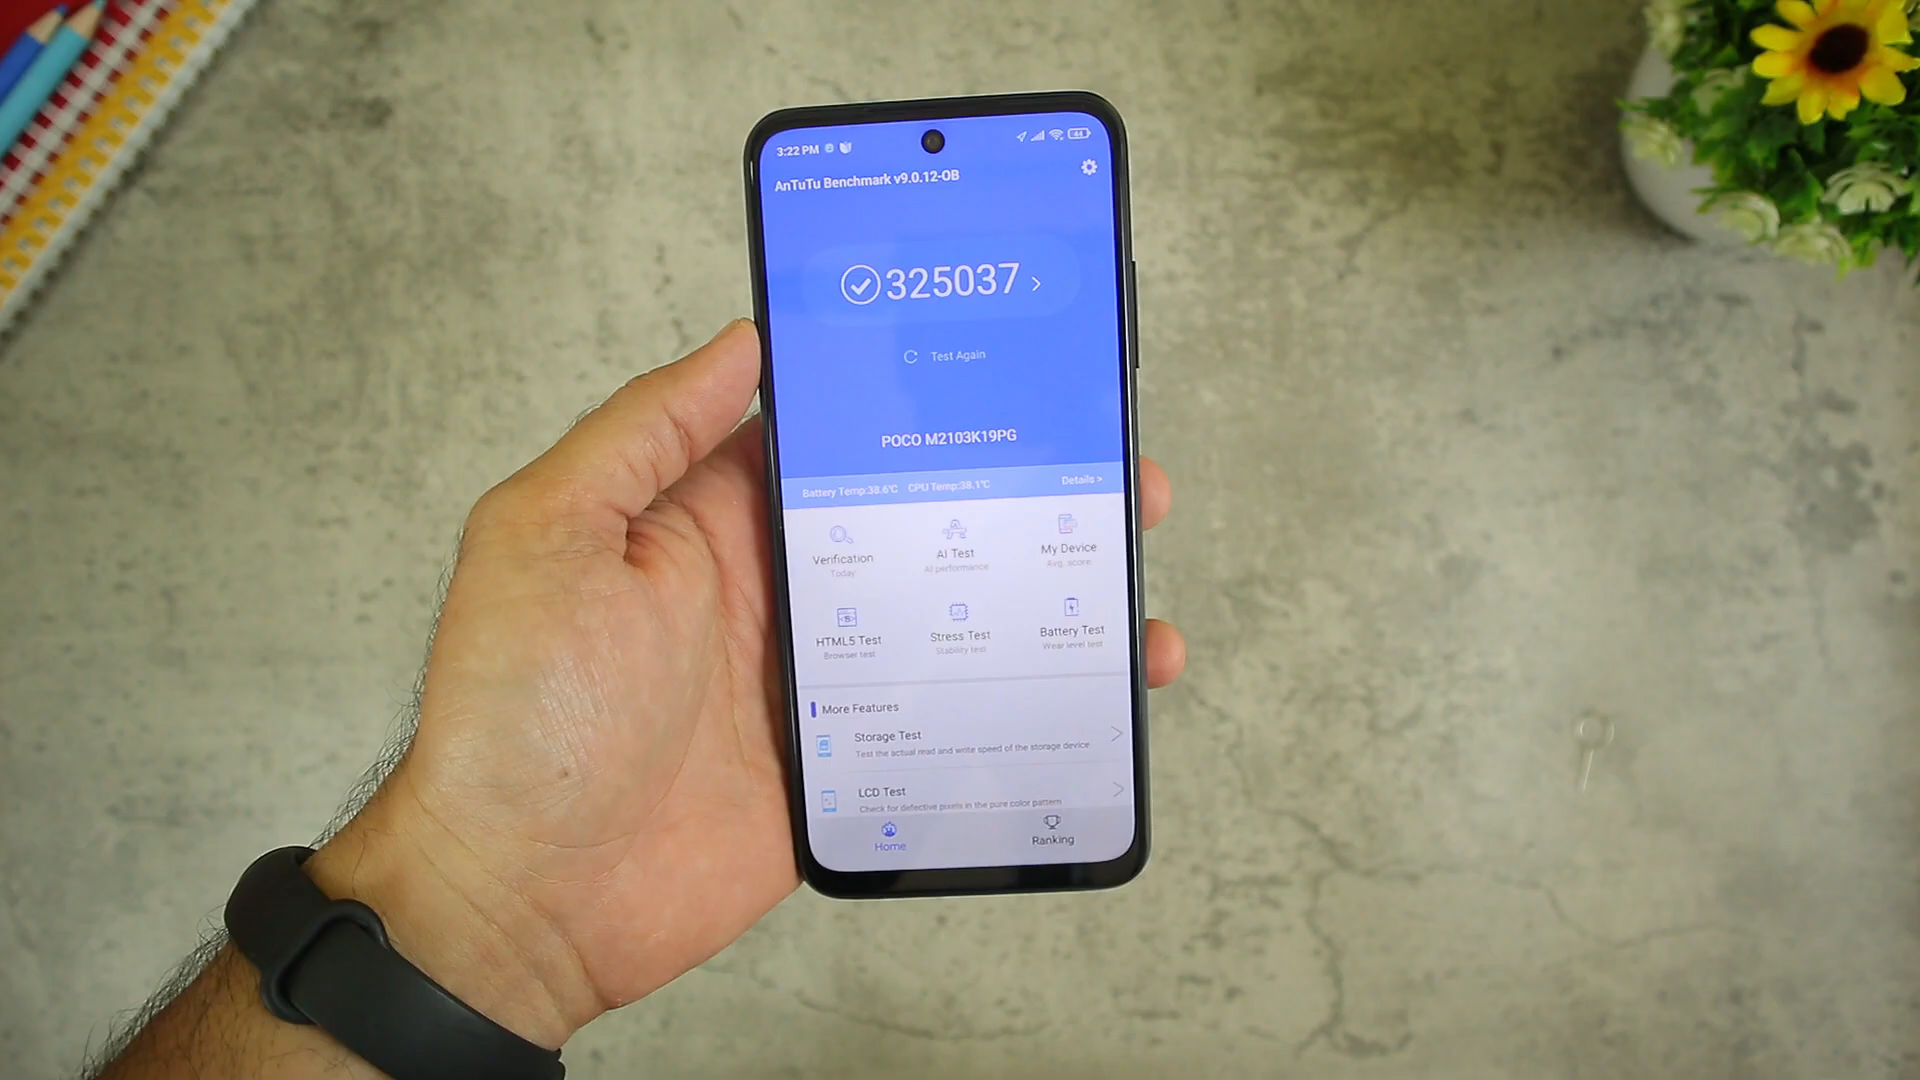 3:22 PM
44
AnTuTu Benchmark v9.0.12-OB
325037 >
Test Again
POCO M2103K19PG
Battery Temp:38.6℃ CPU Temp:38.1℃ Details >
Verification AI Test My Device
Today AI performance Avg. score
HTML5 Test Stress Test Battery Test
Browser test Stability test Wear level test
More Features
Storage Test
Test the actual read and write speed of the storage device
LCD Test
Check for defective pixels in the pure color pattern
Home Ranking